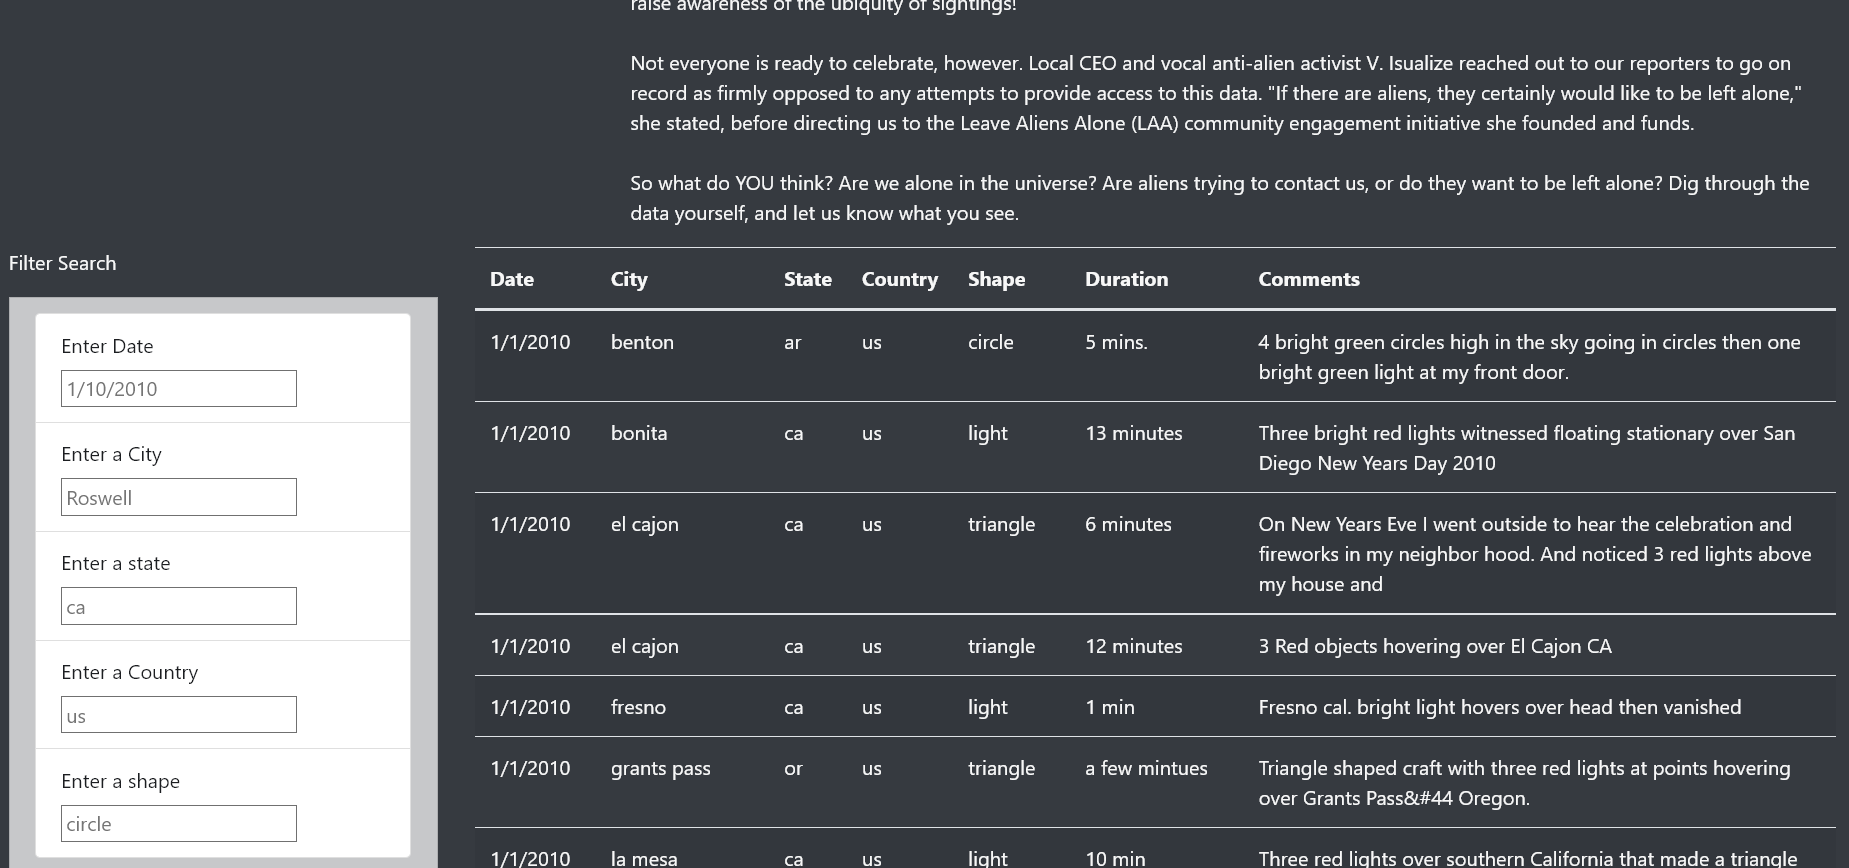 raise awareness of the ubiquity of sightings!
Not everyone is ready to celebrate, however. Local CEO and vocal anti-alien activist V. Isualize reached out to our reporters to go on
record as firmly opposed to any attempts to provide access to this data. "If there are aliens, they certainly would like to be left alone,"
she stated, before directing us to the Leave Aliens Alone (LAA) community engagement initiative she founded and funds.
So what do YOU think? Are we alone in the universe? Are aliens trying to contact us, or do they want to be left alone? Dig through the
data yourself, and let us know what you see.
Filter Search
Enter Date
1/10/2010
Enter a City
Roswell
Enter a state
ca
Enter a Country
us
Enter a shape
circle
Date City State Country Shape Duration Comments
1/1/2010 benton ar us circle 5 mins. 4 bright green circles high in the sky going in circles then one
bright green light at my front door.
1/1/2010 bonita ca us light 13 minutes Three bright red lights witnessed floating stationary over San
Diego New Years Day 2010
1/1/2010 el cajon ca us triangle 6 minutes On New Years Eve I went outside to hear the celebration and
fireworks in my neighbor hood. And noticed 3 red lights above
my house and
1/1/2010 el cajon ca us triangle 12 minutes 3 Red objects hovering over El Cajon CA
1/1/2010 fresno ca us light 1 min Fresno cal. bright light hovers over head then vanished
1/1/2010 grants pass or us triangle a few mintues Triangle shaped craft with three red lights at points hovering
over Grants Pass&#44 Oregon.
1/1/2010 la mesa ca us light 10 min Three red lights over southern California that made a triangle